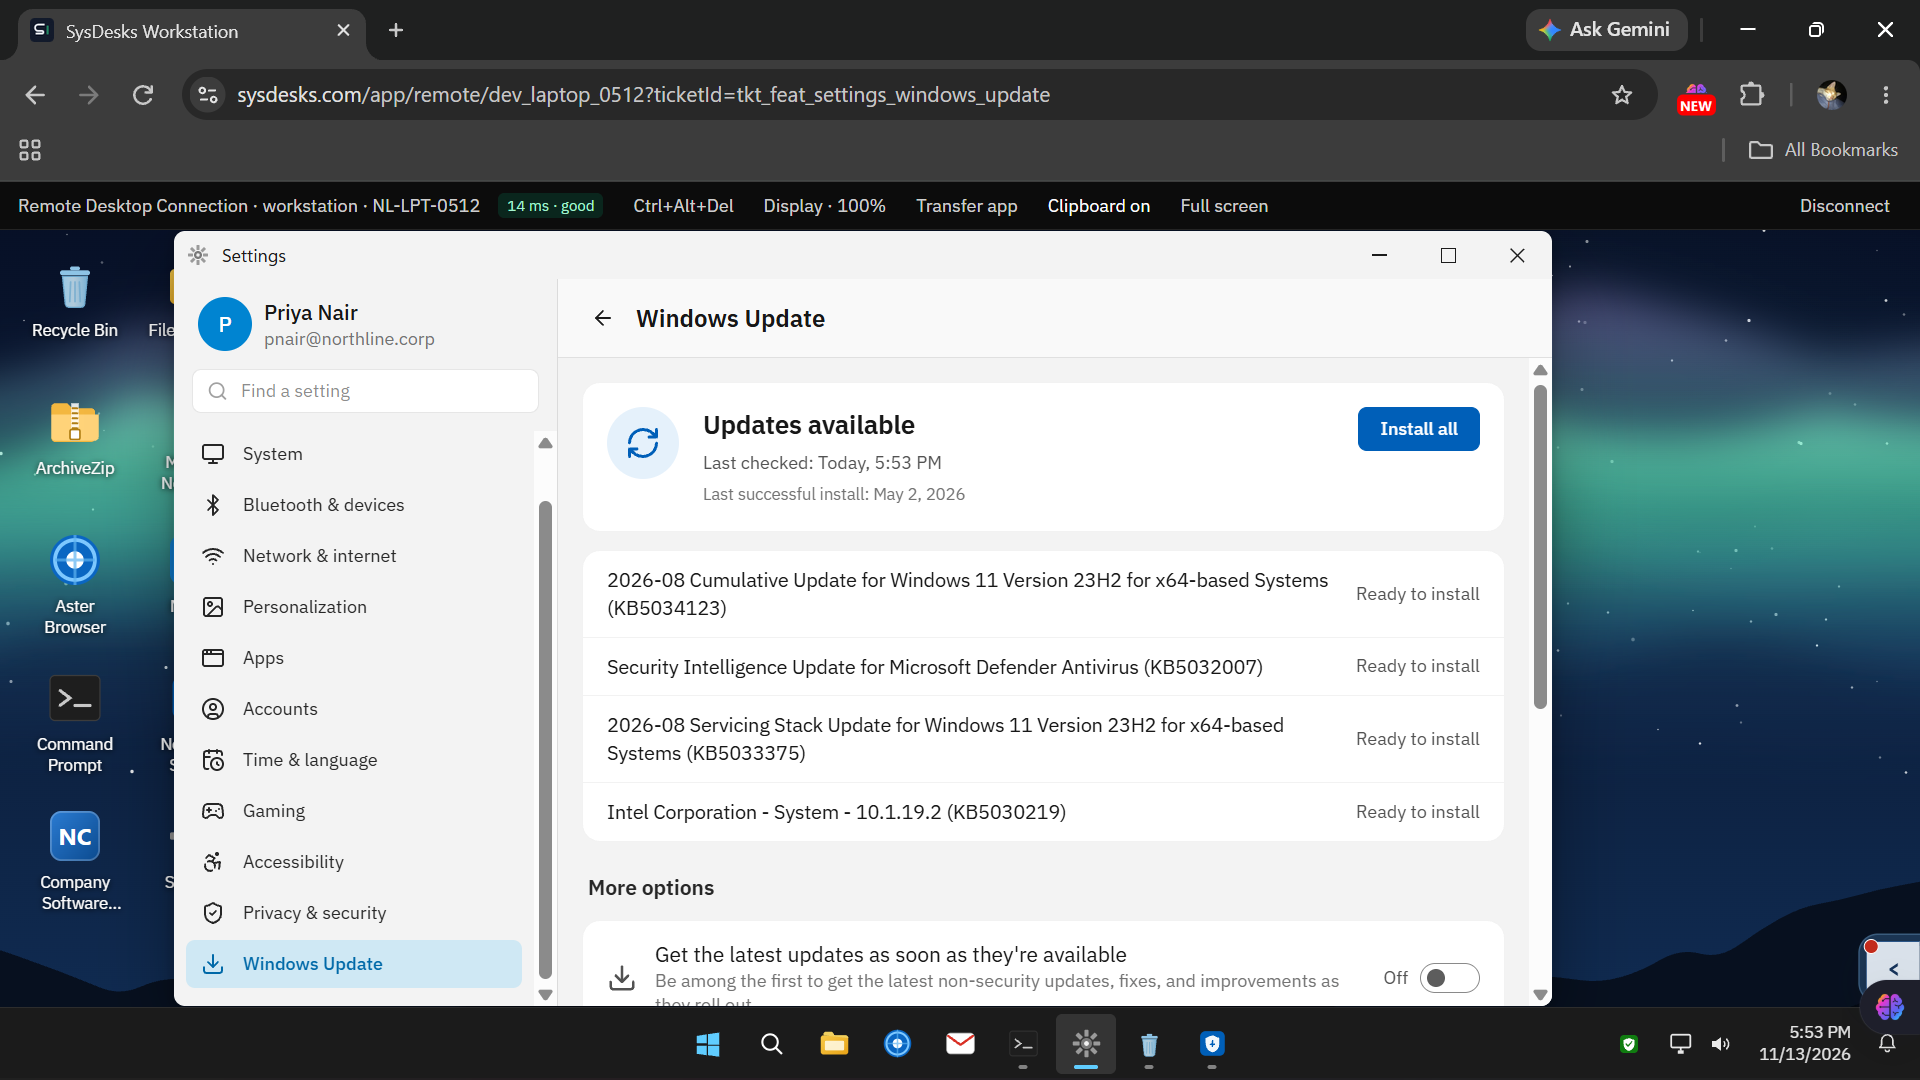 SysDesks Workstation
Ask Gemini
sysdesks.com/app/remote/dev_laptop_0512?ticketId=tkt_feat_settings_windows_update
NEW
All Bookmarks
Remote Desktop Connection · workstation · NL-LPT-0512 14 ms · good Ctrl+Alt+Del Display · 100% Transfer app Clipboard on Full screen Disconnect
Recycle Bin
ArchiveZip
Aster
Browser
Command
Prompt
NC
Company
Software...
Settings
P
Priya Nair
pnair@northline.corp
Find a setting
System
Bluetooth & devices
Network & internet
Personalization
Apps
Accounts
Time & language
Gaming
Accessibility
Privacy & security
Windows Update
Windows Update
Updates available
Last checked: Today, 5:53 PM
Last successful install: May 2, 2026
Install all
2026-08 Cumulative Update for Windows 11 Version 23H2 for x64-based Systems
(KB5034123)
Ready to install
Security Intelligence Update for Microsoft Defender Antivirus (KB5032007)
Ready to install
2026-08 Servicing Stack Update for Windows 11 Version 23H2 for x64-based
Systems (KB5033375)
Ready to install
Intel Corporation - System - 10.1.19.2 (KB5030219)
Ready to install
More options
Get the latest updates as soon as they're available
Be among the first to get the latest non-security updates, fixes, and improvements as
they roll out
Off
5:53 PM
11/13/2026